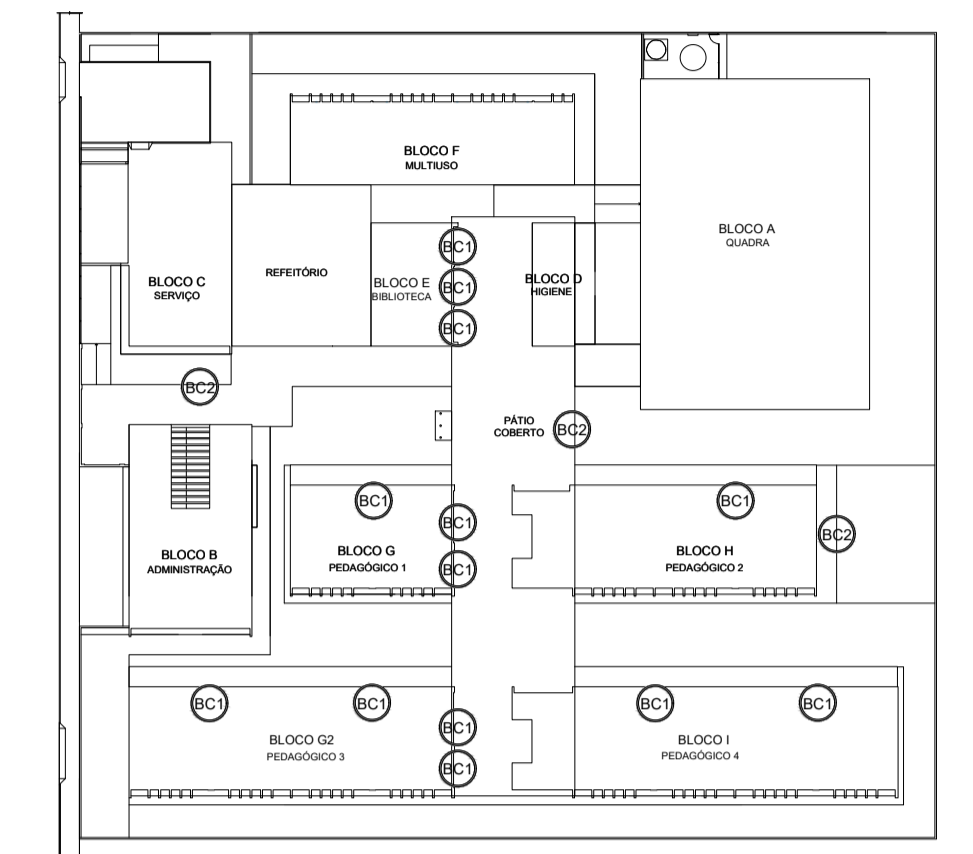 BLOCO F
MULTIUSO
BLOCO A
QUADRA
BC1
BLOCO C
SERVIÇO
REFEITÓRIO
BLOCO E
BIBLIOTECA
BC1
BLOCO D
HIGIENE
BC1
BC2
PÁTIO
COBERTO
BC2
BC1
BC1
BC1
BC2
BLOCO B
ADMINISTRAÇÃO
BLOCO G
PEDAGÓGICO 1
BC1
BLOCO H
PEDAGÓGICO 2
BC1
BC1
BC1
BC1
BC1
BLOCO G2
PEDAGÓGICO 3
BLOCO I
PEDAGÓGICO 4
BC1